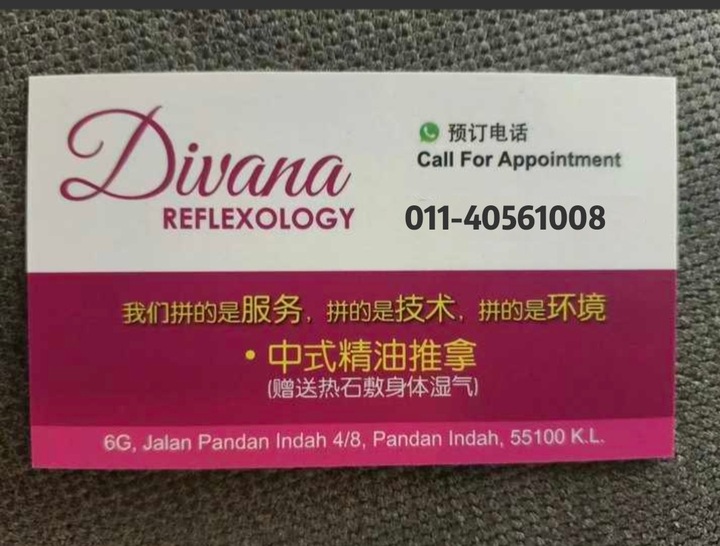 Divana
REFLEXOLOGY
预订电话
Call For Appointment
011-40561008
我们拼的是服务，拼的是技术，拼的是环境
• 中式精油推拿
(赠送热石敷身体湿气)
6G, Jalan Pandan Indah 4/8, Pandan Indah, 55100 K.L.